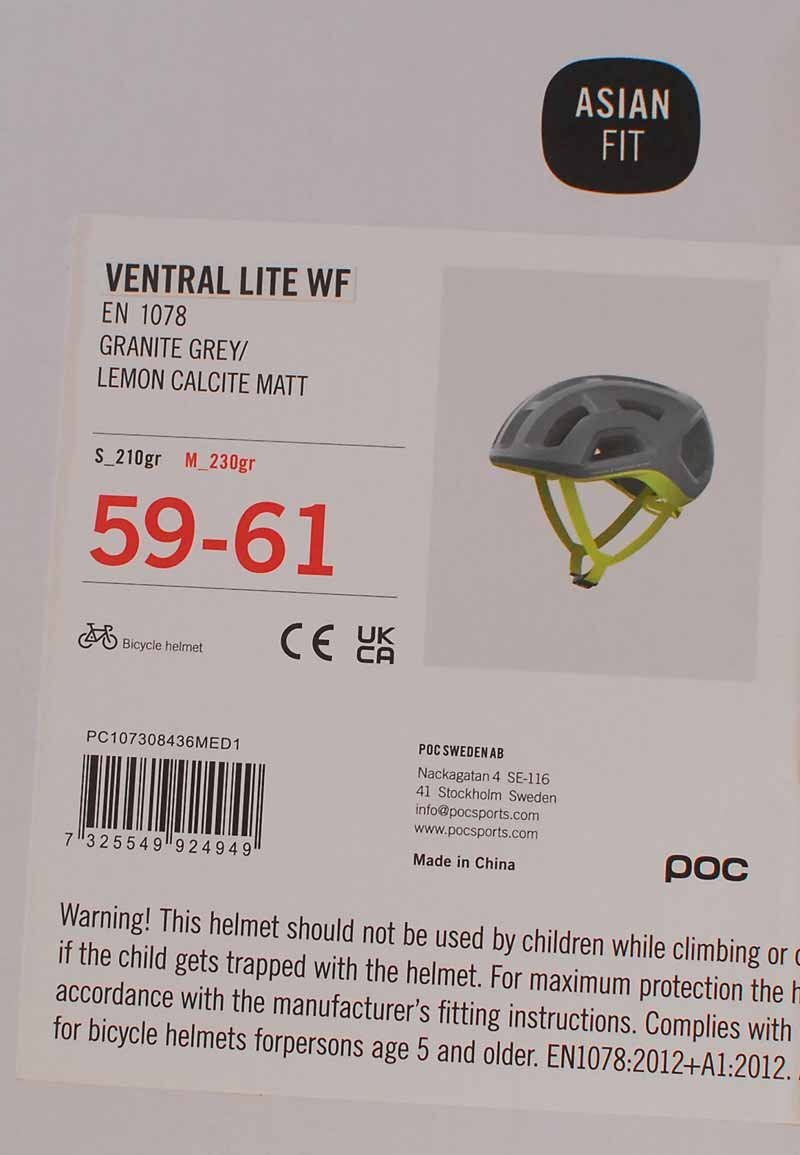 ASIAN
FIT
VENTRAL LITE WF
EN 1078
GRANITE GREY/
LEMON CALCITE MATT
S_210gr M_230gr
59-61
Bicycle helmet
CE
UK
CA
PC107308436MED1
7 325549 924949
POC SWEDEN AB
Nackagatan 4 SE-116
41 Stockholm Sweden
info@pocsports.com
www.pocsports.com
Made in China
POC
Warning! This helmet should not be used by children while climbing or
if the child gets trapped with the helmet. For maximum protection the
accordance with the manufacturer's fitting instructions. Complies with
for bicycle helmets forpersons age 5 and older. EN1078:2012+A1:2012.